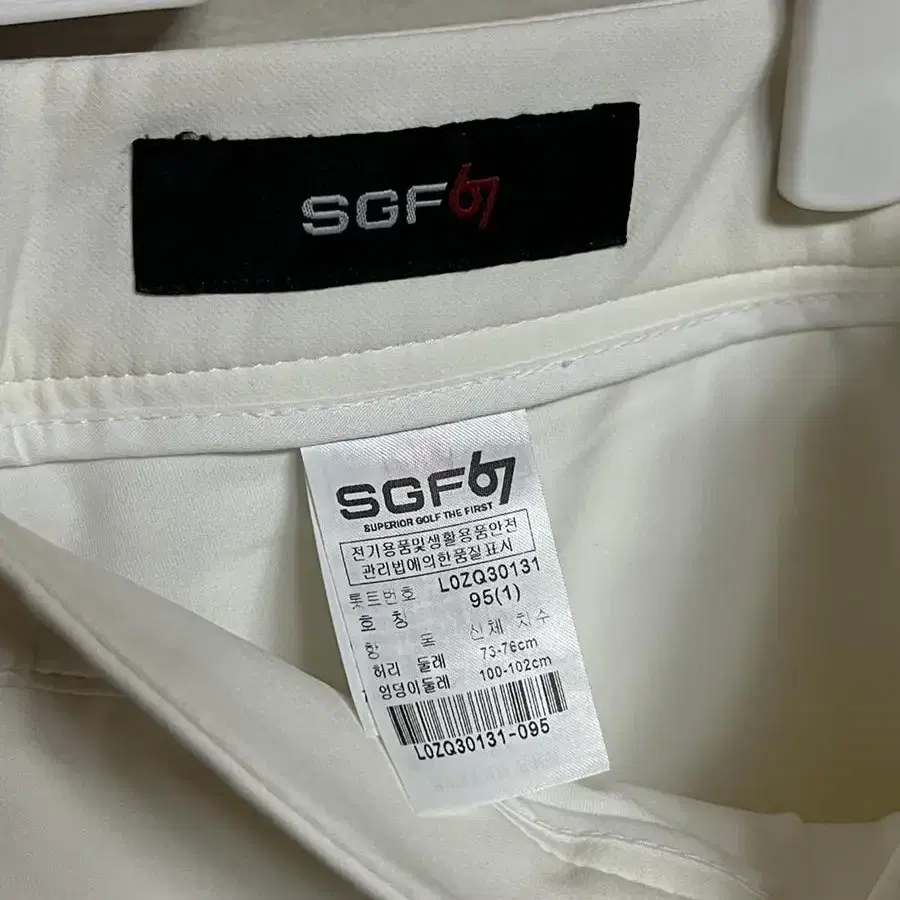 SGF67
SGF67
SUPERIOR GOLF THE FIRST
전기용품및생활용품안전
관리법에의한품질표시
롯트번호 L0ZQ30131
호 칭 95(1)
항 목 신체 치수
허리 둘레 73-76cm
엉덩이둘레 100-102cm
L0ZQ30131-095